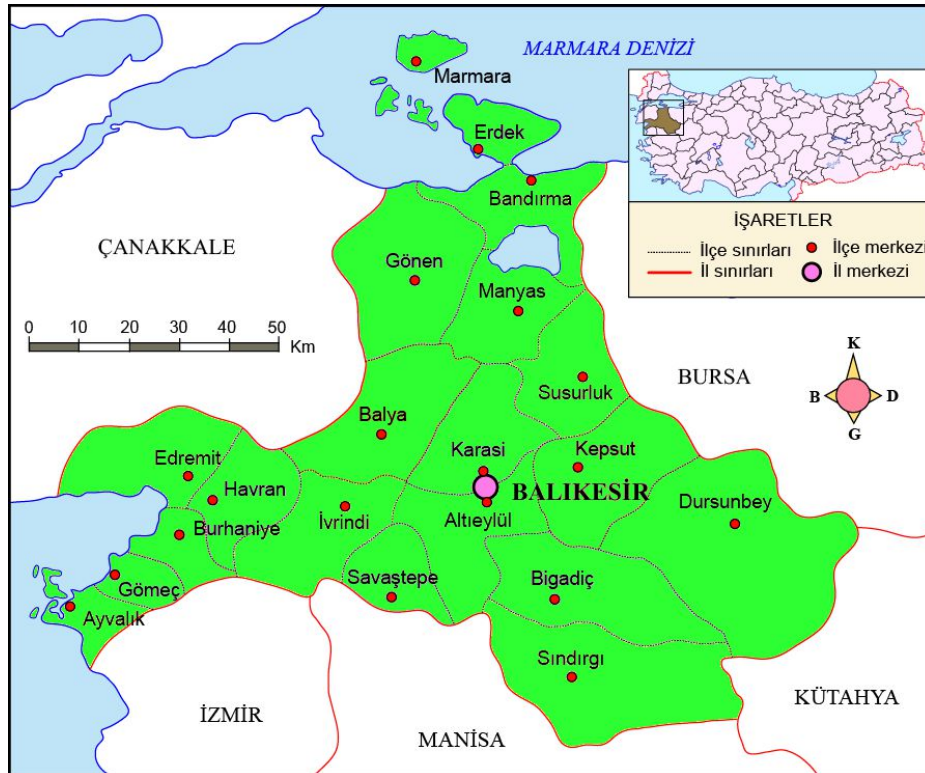 MARMARA DENİZİ
Marmara
Erdek
Bandırma
ÇANAKKALE
Gönen
Manyas
İŞARETLER
İlçe sınırları
İlçe merkezi
İl sınırları
İl merkezi
0 10 20 30 40 50
Km
Susurluk
BURSA
K
B D
G
Balya
Karasi
Kepsut
Edremit
Havran
BALIKESİR
Dursunbey
Burhaniye
İvrindi
Altıeylül
Gömeç
Savaştepe
Bigadiç
Ayvalık
Sındırgı
İZMİR
MANİSA
KÜTAHYA